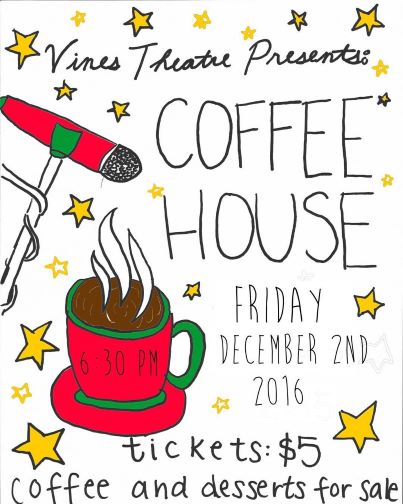 Vines Theatre Presents:
COFFEE
HOUSE
FRIDAY
DECEMBER 2ND
2016
6:30 PM
tickets: $5
coffee and desserts for sale